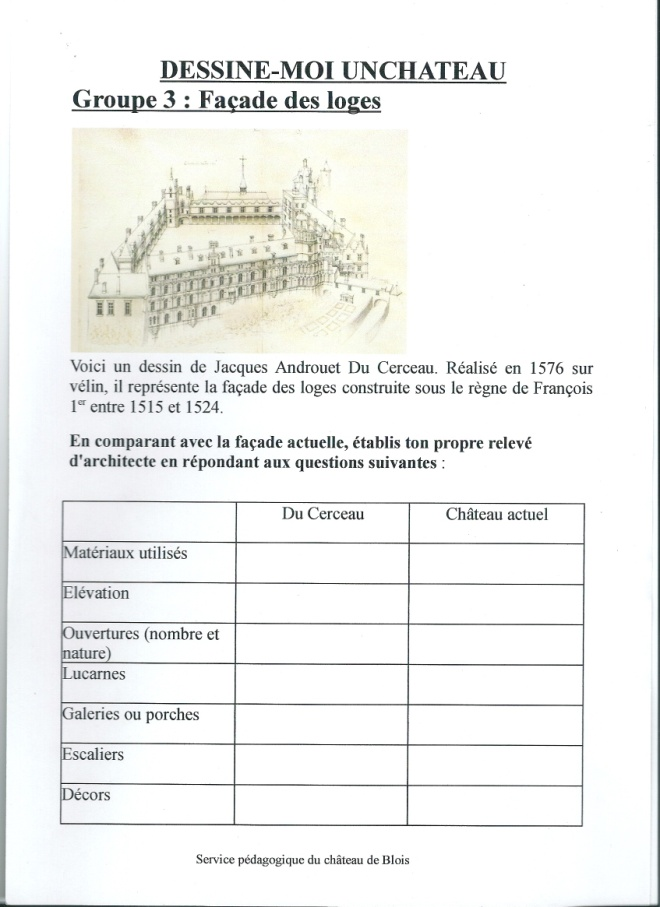 DESSINE-MOI UNCHATEAU
Groupe 3 : Façade des loges
Voici un dessin de Jacques Androuet Du Cerceau. Réalisé en 1576 sur
vélin, il représente la façade des loges construite sous le règne de François
1er entre 1515 et 1524.
En comparant avec la façade actuelle, établis ton propre relevé
d'architecte en répondant aux questions suivantes :
Du Cerceau Château actuel
Matériaux utilisés
Elévation
Ouvertures (nombre et
nature)
Lucarnes
Galeries ou porches
Escaliers
Décors
Service pédagogique du château de Blois